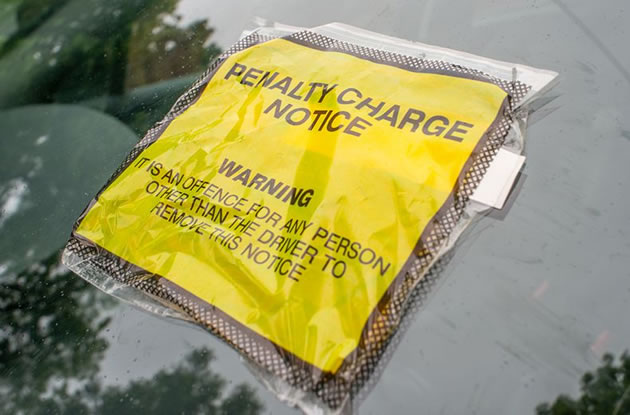 PENALTY CHARGE
NOTICE
WARNING
IT IS AN OFFENCE FOR ANY PERSON
OTHER THAN THE DRIVER TO
REMOVE THIS NOTICE